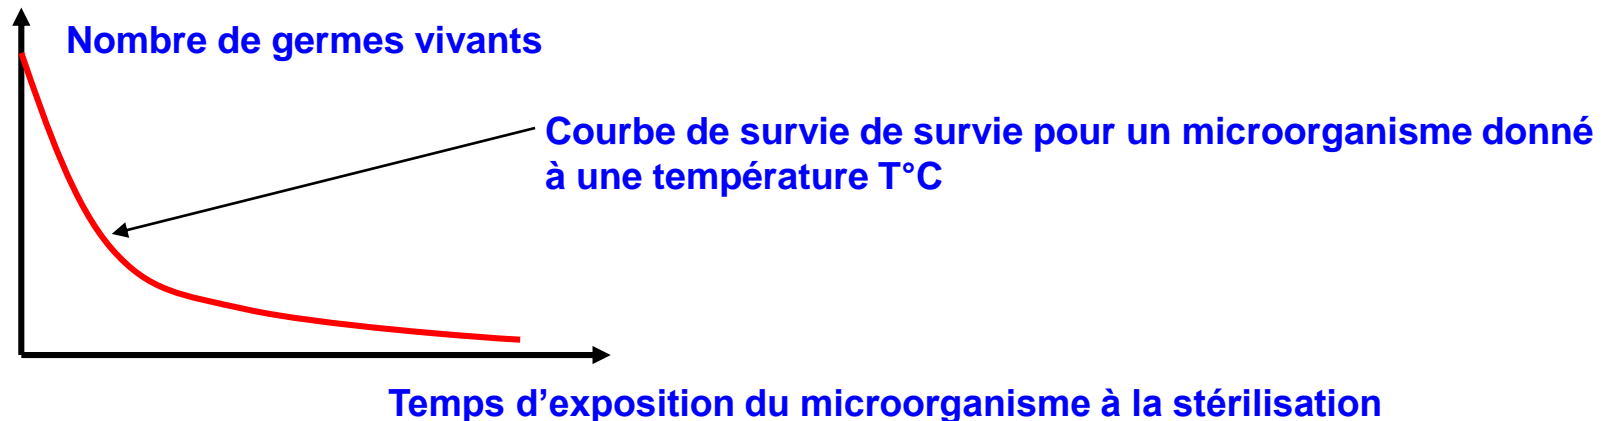 Nombre de germes vivants
Courbe de survie de survie pour un microorganisme donné
à une température T°C
Temps d’exposition du microorganisme à la stérilisation